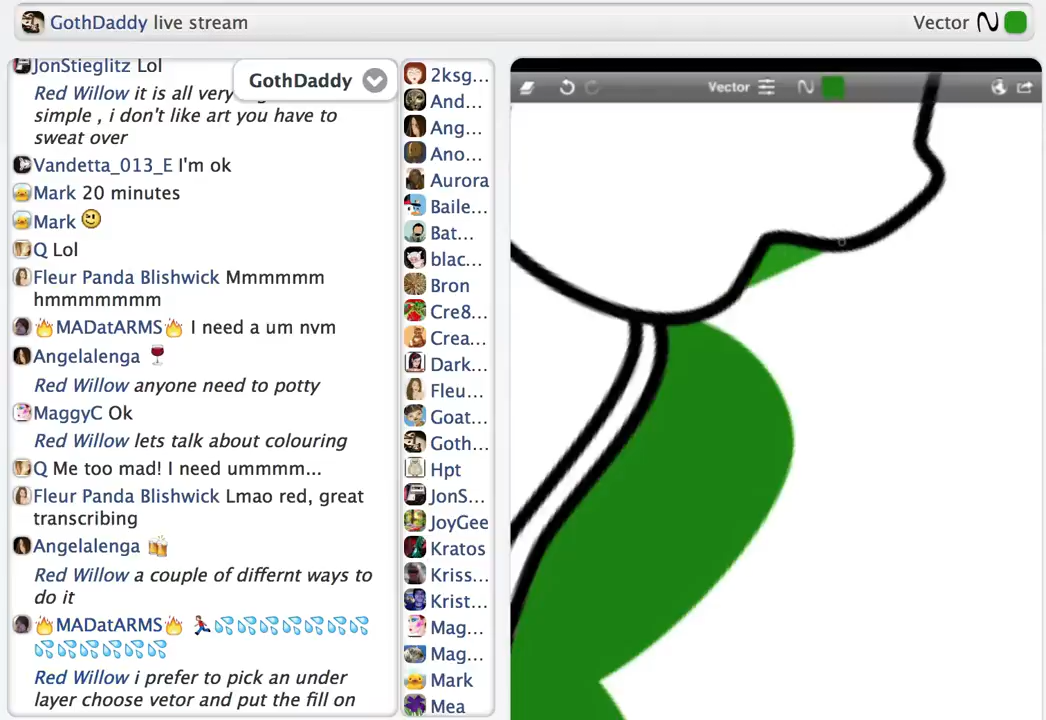 GothDaddy live stream
Vector
JonStieglitz Lol
GothDaddy
Red Willow it is all very
simple , i don't like art you have to
sweat over
Vandetta_013_E I'm ok
Mark 20 minutes
Mark
Q Lol
Fleur Panda Blishwick Mmmmmm
hmmmmmmm
🔥MADatARMS🔥 I need a um nvm
Angelalenga 🍷
Red Willow anyone need to potty
MaggyC Ok
Red Willow lets talk about colouring
Q Me too mad! I need ummmm...
Fleur Panda Blishwick Lmao red, great
transcribing
Angelalenga 🍻
Red Willow a couple of differnt ways to
do it
🔥MADatARMS🔥 🏃💦💦💦💦💦💦💦
💦💦💦💦💦💦
Red Willow i prefer to pick an under
layer choose vetor and put the fill on
2ksg...
And...
Ang...
Ano...
Aurora
Baile...
Bat...
blac...
Bron
Cre8...
Crea...
Dark...
Fleu...
Goat...
Goth...
Hpt
JonS...
JoyGee
Kratos
Kriss...
Krist...
Mag...
Mag...
Mark
Mea
Vector